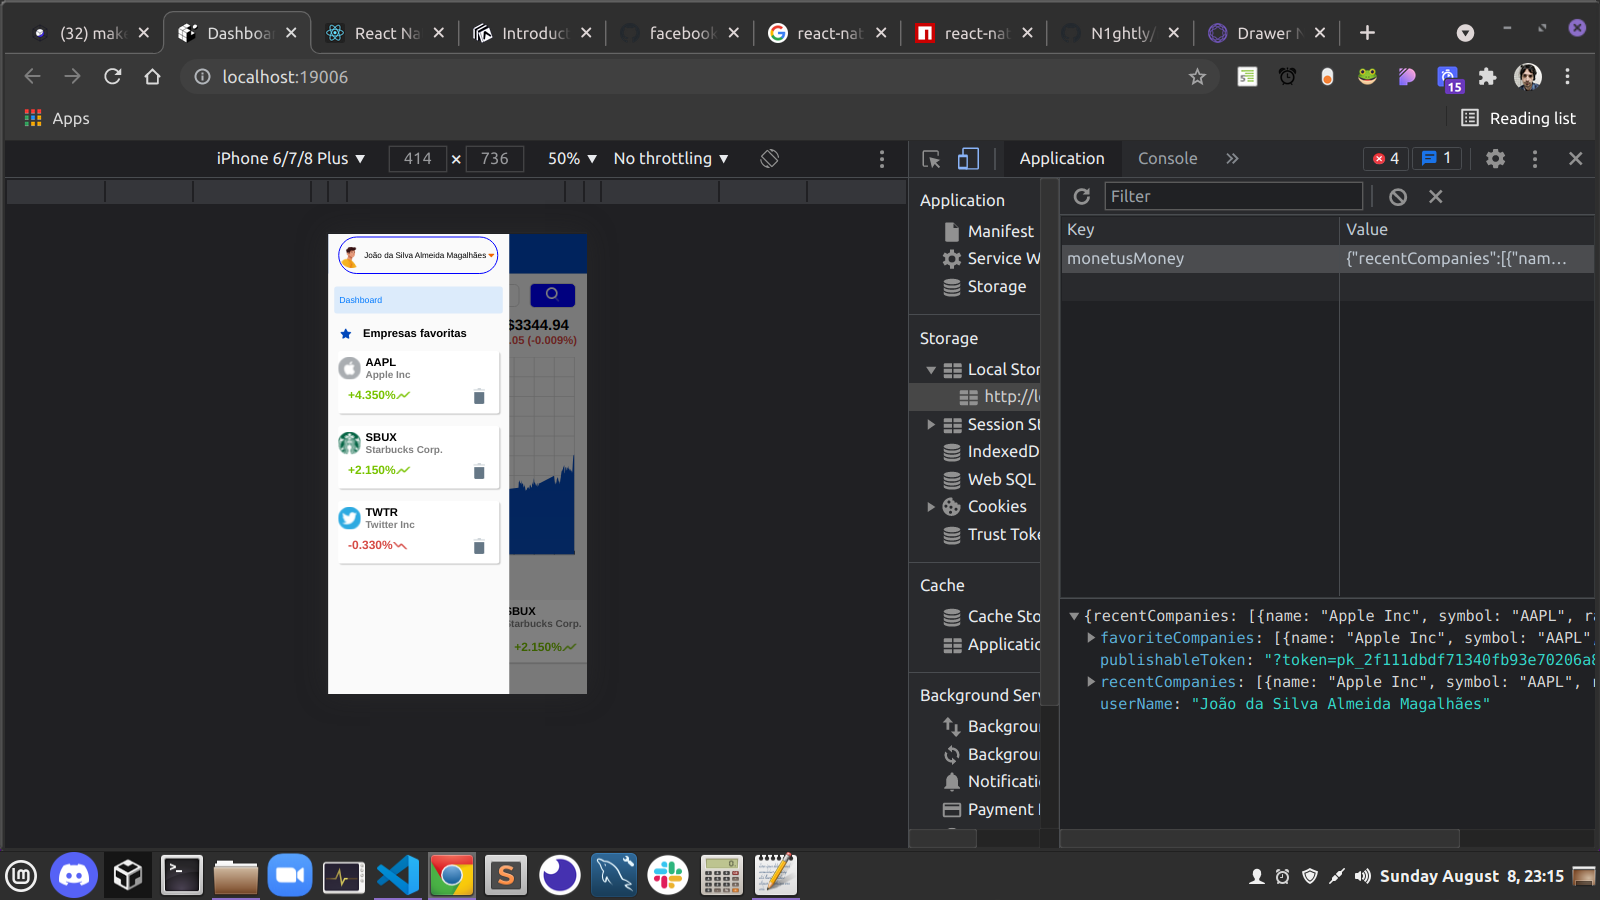 (32) mak
Dashboa
React Na
Introduct
facebook
react-nat
react-nat
N1ghtly/
Drawer N
localhost:19006
15
Apps
Reading list
iPhone 6/7/8 Plus
414 × 736
50%
No throttling
Application
Console
4
1
João da Silva Almeida Magalhães
Dashboard
Empresas favoritas
AAPL
Apple Inc
+4.350%
SBUX
Starbucks Corp.
+2.150%
TWTR
Twitter Inc
-0.330%
$3344.94
.05 (-0.009%)
SBUX
Starbucks Corp.
+2.150%
Application
Manifest
Service W
Storage
Storage
Local Stor
http://l
Session St
IndexedD
Web SQL
Cookies
Trust Toke
Cache
Cache Sto
Applicatio
Background Serv
Backgrou
Backgrou
Notificati
Payment
Filter
Key
Value
monetusMoney
{"recentCompanies":[{"nam…
{recentCompanies: [{name: "Apple Inc", symbol: "AAPL", ra
favoriteCompanies: [{name: "Apple Inc", symbol: "AAPL",
publishableToken: "?token=pk_2f111dbdf71340fb93e70206a8
recentCompanies: [{name: "Apple Inc", symbol: "AAPL", r
userName: "João da Silva Almeida Magalhães"
Sunday August 8, 23:15